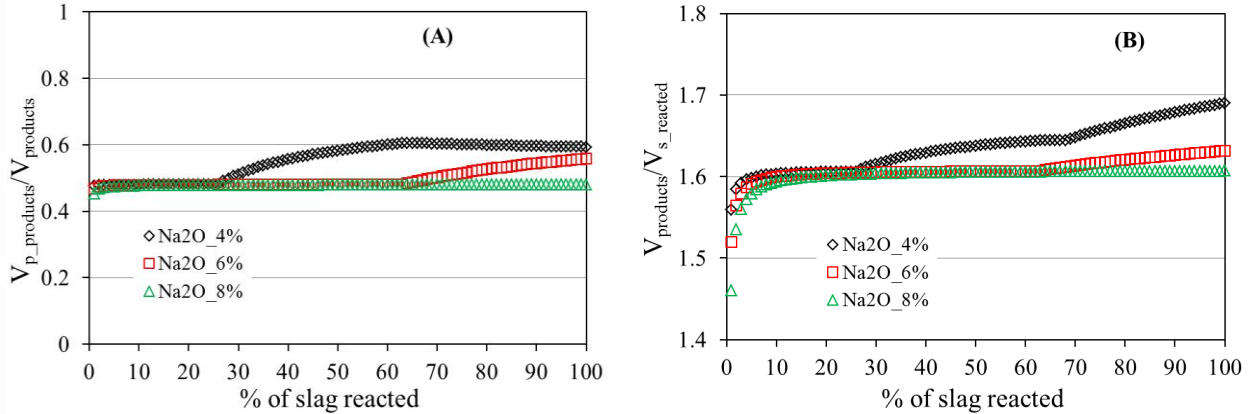 (A)
V_p_products/V_products
1
0.8
0.6
0.4
0.2
0
Na2O_4%
Na2O_6%
Na2O_8%
0 10 20 30 40 50 60 70 80 90 100
% of slag reacted
(B)
V_products/V_s_reacted
1.8
1.7
1.6
1.5
1.4
Na2O_4%
Na2O_6%
Na2O_8%
0 10 20 30 40 50 60 70 80 90 100
% of slag reacted